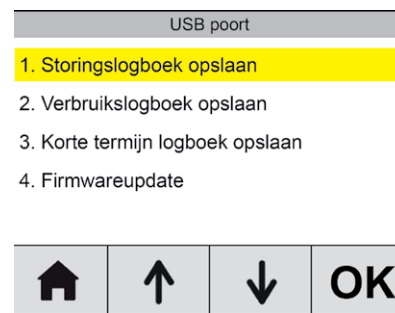 USB poort
1. Storingslogboek opslaan
2. Verbruikslogboek opslaan
3. Korte termijn logboek opslaan
4. Firmwareupdate
OK